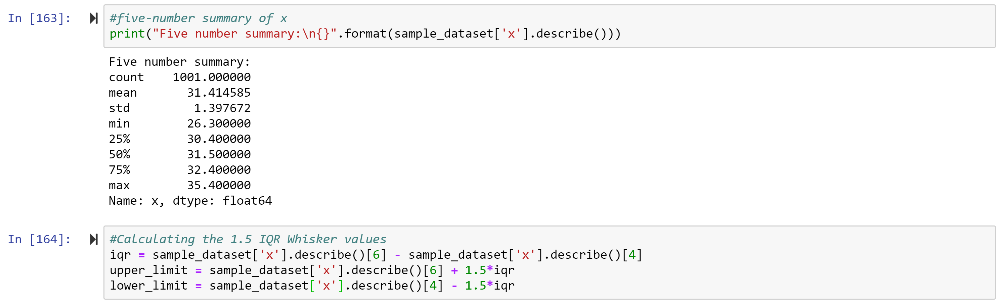 In [163]:
#five-number summary of x
print("Five number summary:\n{}".format(sample_dataset['x'].describe()))
Five number summary:
count    1001.000000
mean       31.414585
std         1.397672
min        26.300000
25%        30.400000
50%        31.500000
75%        32.400000
max        35.400000
Name: x, dtype: float64
In [164]:
#Calculating the 1.5 IQR Whisker values
iqr = sample_dataset['x'].describe()[6] - sample_dataset['x'].describe()[4]
upper_limit = sample_dataset['x'].describe()[6] + 1.5*iqr
lower_limit = sample_dataset['x'].describe()[4] - 1.5*iqr